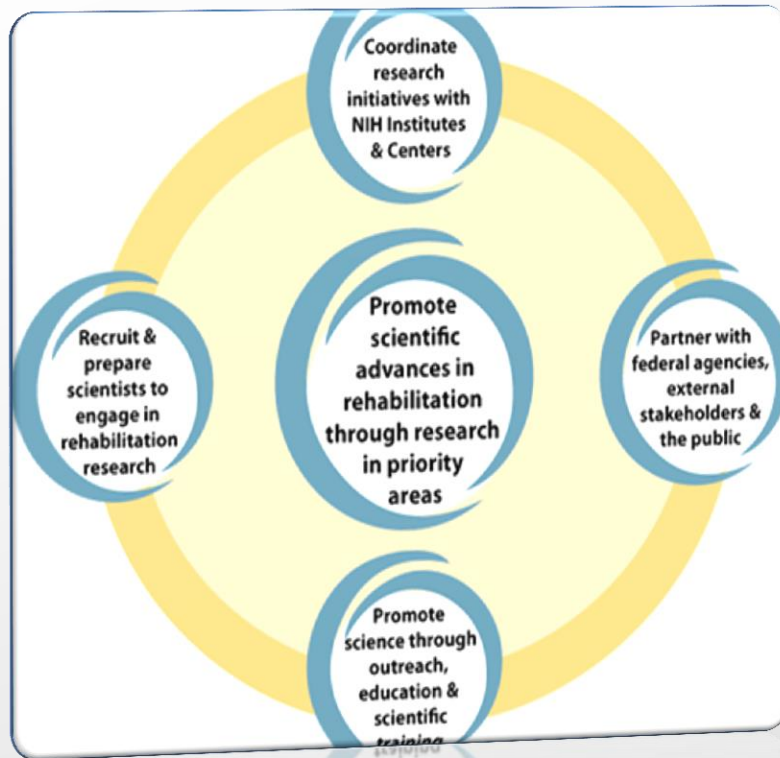 Coordinate
research
initiatives with
NIH Institutes
& Centers
Recruit &
prepare
scientists to
engage in
rehabilitation
research
Promote
scientific
advances in
rehabilitation
through research
in priority
areas
Partner with
federal agencies,
external
stakeholders &
the public
Promote
science through
outreach,
education &
scientific
training